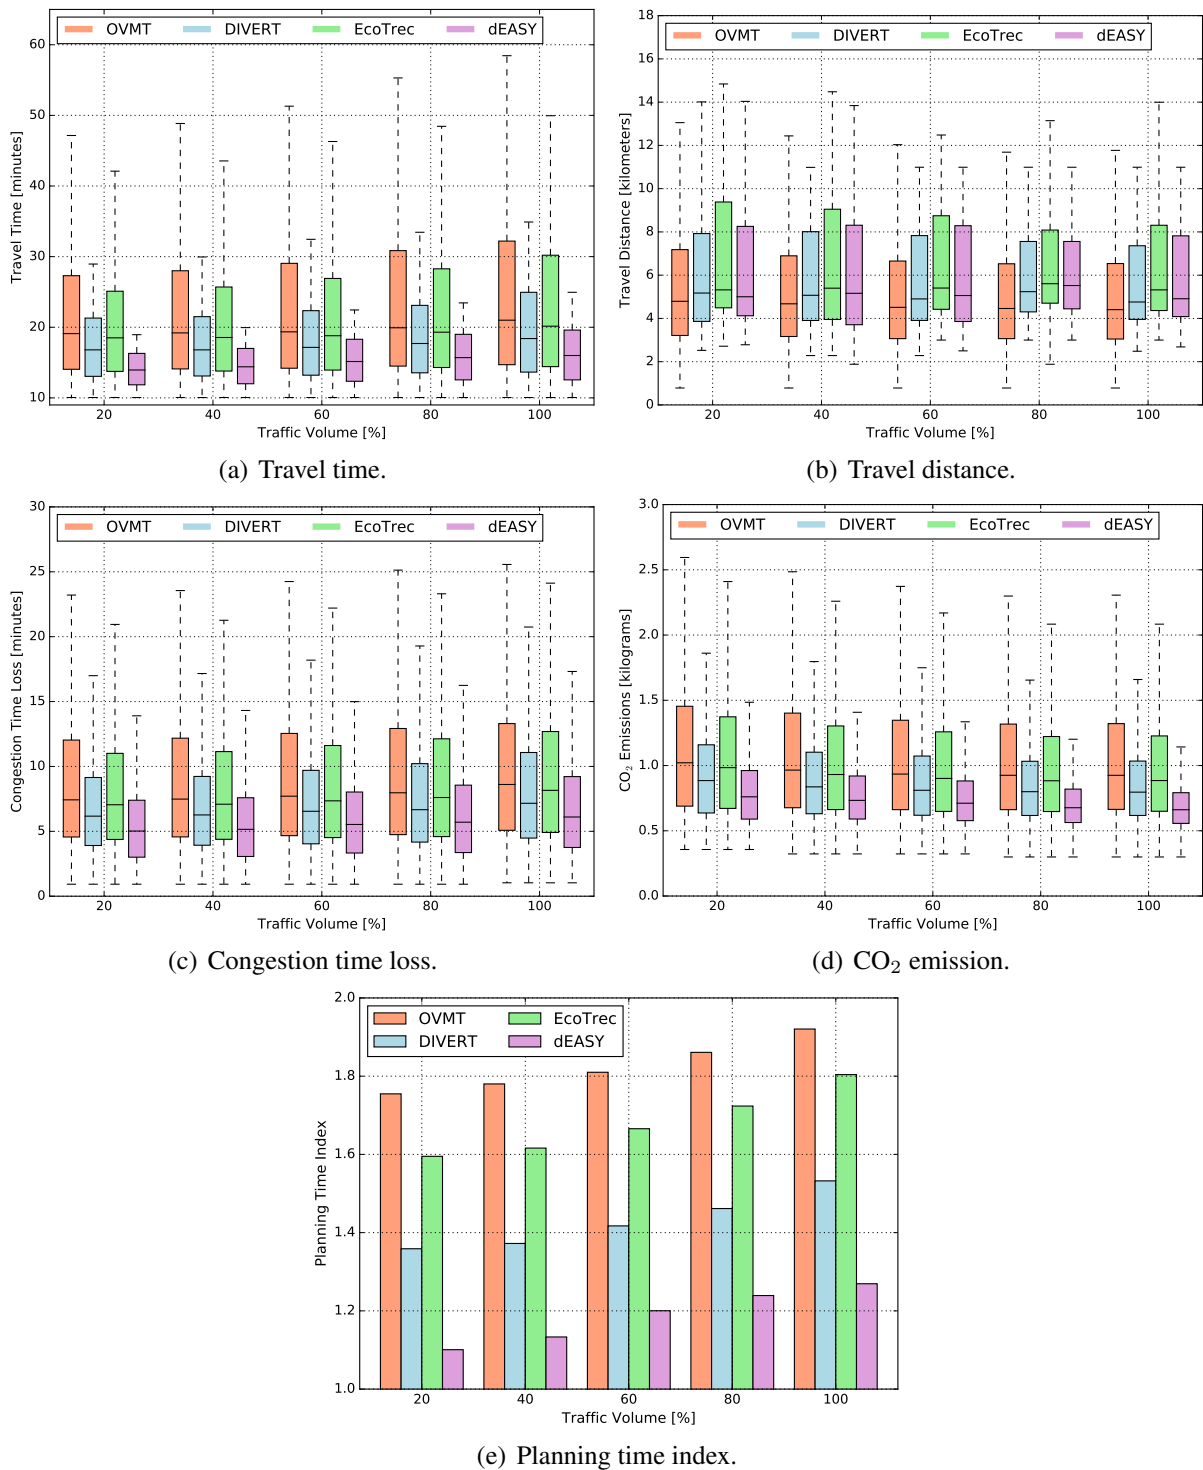 OVMT DIVERT EcoTrec dEASY
60
50
40
30
20
10
Travel Time [minutes]
20 40 60 80 100
Traffic Volume [%]
(a) Travel time.
OVMT DIVERT EcoTrec dEASY
18
16
14
12
10
8
6
4
2
0
Travel Distance [kilometers]
20 40 60 80 100
Traffic Volume [%]
(b) Travel distance.
OVMT DIVERT EcoTrec dEASY
30
25
20
15
10
5
0
Congestion Time Loss [minutes]
20 40 60 80 100
Traffic Volume [%]
(c) Congestion time loss.
OVMT DIVERT EcoTrec dEASY
3.0
2.5
2.0
1.5
1.0
0.5
0.0
CO₂ Emissions [kilograms]
20 40 60 80 100
Traffic Volume [%]
(d) CO₂ emission.
OVMT EcoTrec
DIVERT dEASY
2.0
1.8
1.6
1.4
1.2
1.0
Planning Time Index
20 40 60 80 100
Traffic Volume [%]
(e) Planning time index.